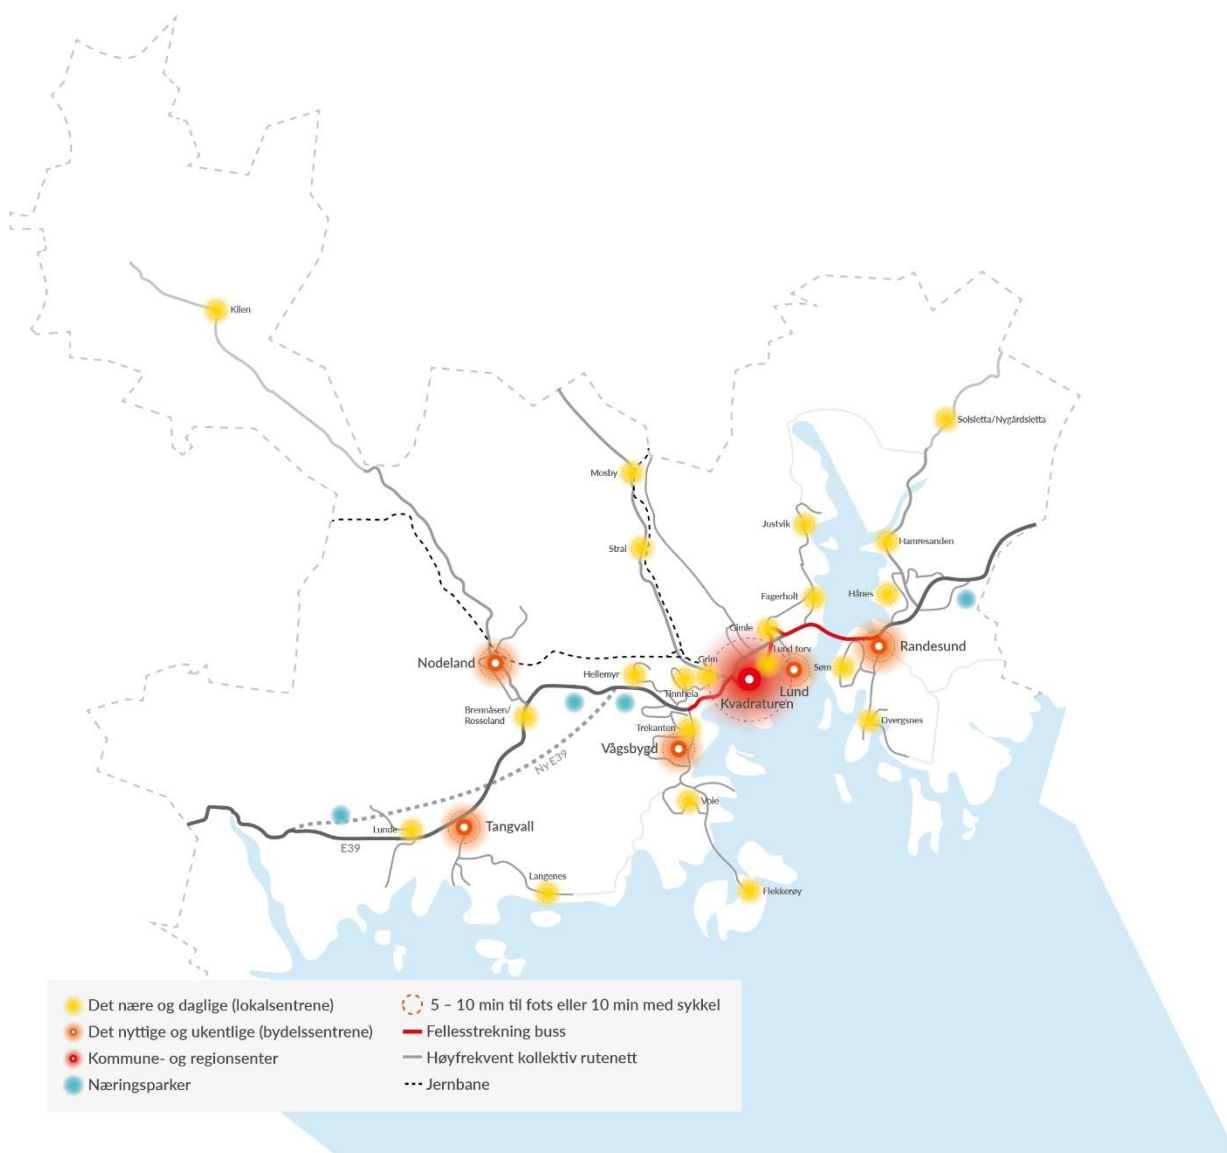 Kilen
Solsletta/Nygårdsletta
Mosby
Justvik
Hamresanden
Strai
Hånes
Fagerholt
Gimle
Randesund
Lund torv
Nodeland
Grim
Søm
Hellemyr
Tinnheia
Lund
Kvadraturen
Brennåsen/
Rosseland
Dvergsnes
Trekanten
Vågsbygd
Ny E39
Voie
Lunde
Tangvall
E39
Langenes
Flekkerøy
Det nære og daglige (lokalsentrene)
Det nyttige og ukentlige (bydelssentrene)
Kommune- og regionsenter
Næringsparker
5 – 10 min til fots eller 10 min med sykkel
Fellesstrekning buss
Høyfrekvent kollektiv rutenett
Jernbane